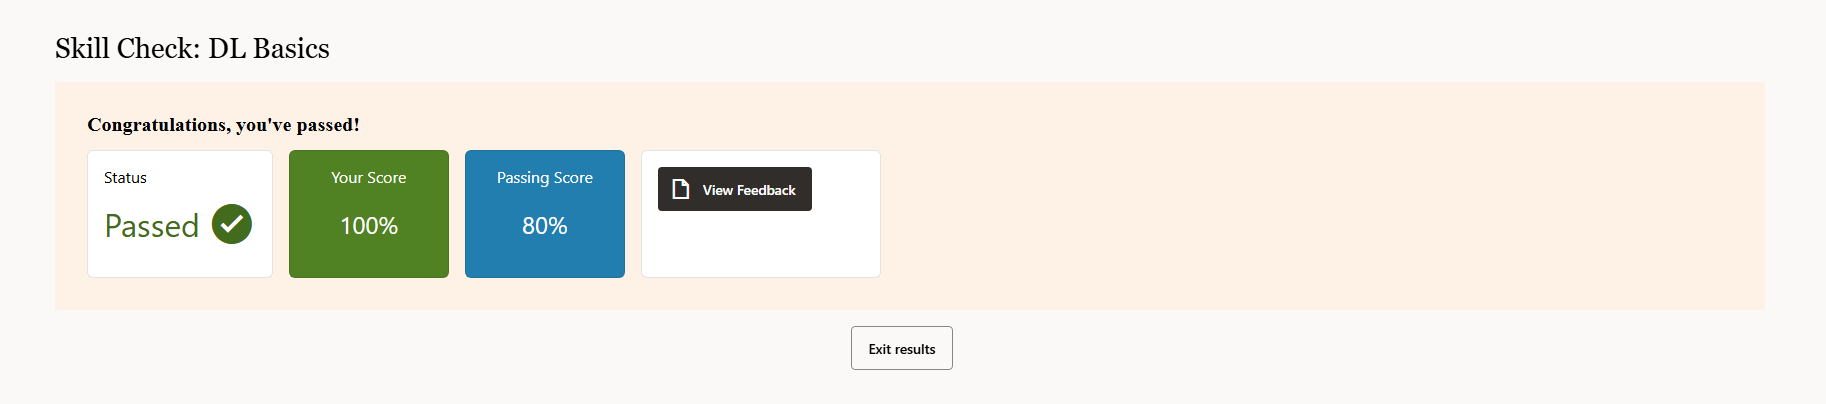 Skill Check: DL Basics
Congratulations, you've passed!
Status
Passed
Your Score
100%
Passing Score
80%
View Feedback
Exit results